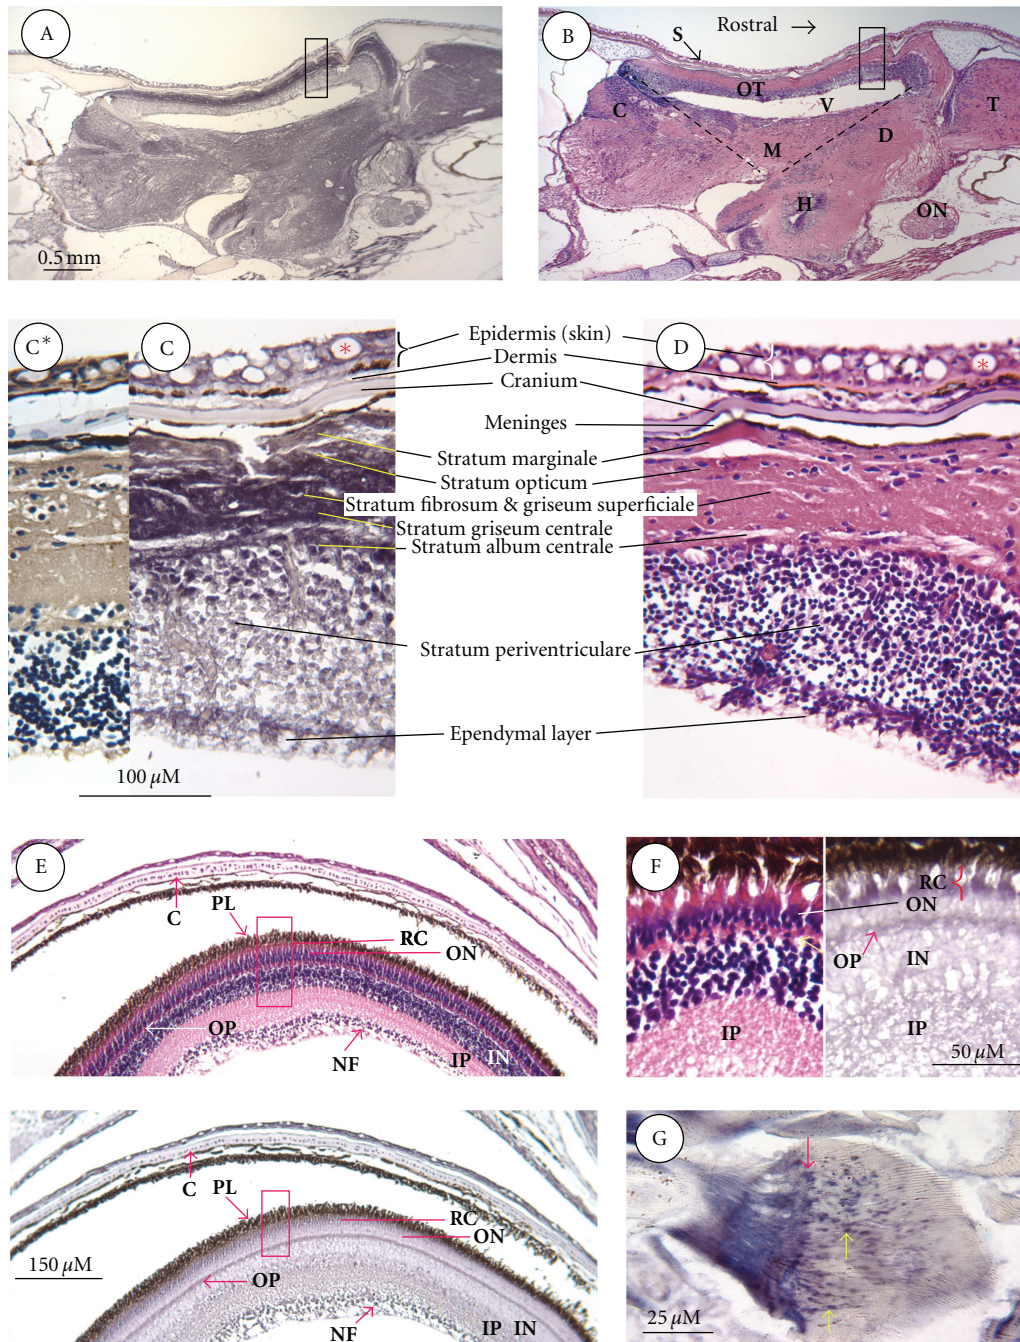 A
0.5 mm
B
Rostral →
S
OT
V
C
M
D
T
H
ON
C*
C
*
D
*
Epidermis (skin)
Dermis
Cranium
Meninges
Stratum marginale
Stratum opticum
Stratum fibrosum & griseum superficiale
Stratum griseum centrale
Stratum album centrale
Stratum periventriculare
Ependymal layer
100 μM
E
C
PL
RC
ON
OP
NF
IP IN
F
RC
ON
OP
IN
IP
IP
50 μM
C
PL
RC
ON
150 μM
OP
NF
IP IN
G
25 μM